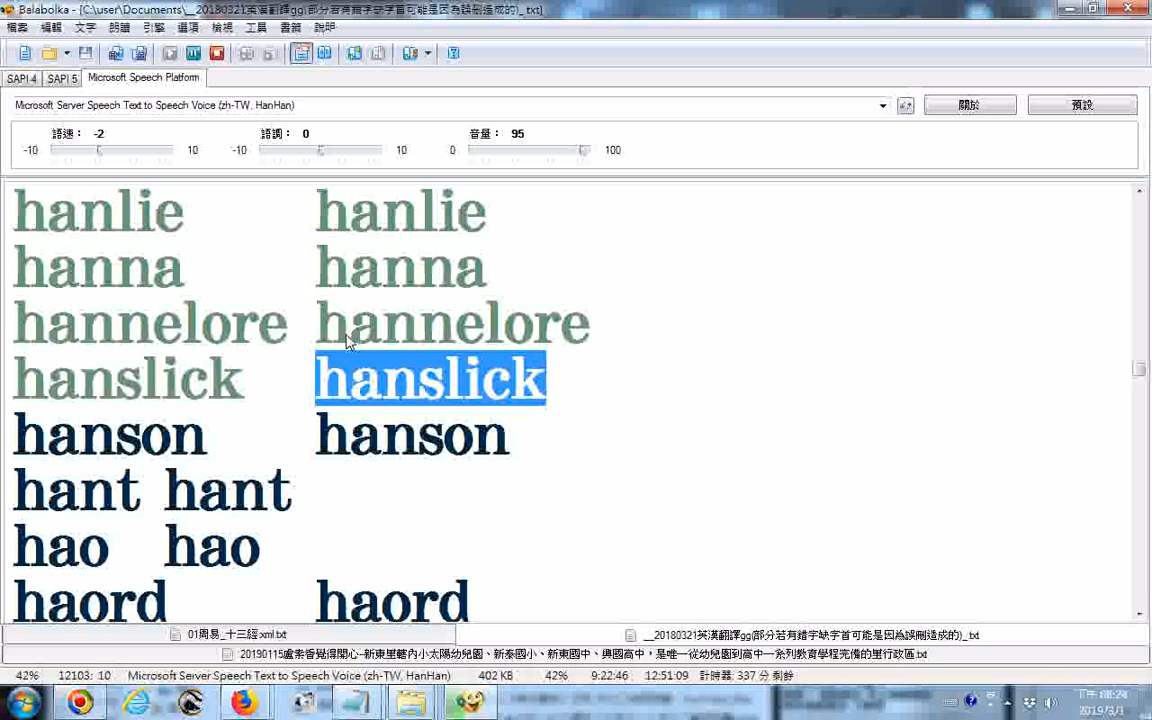 Balabolka - [C:\user\Documents\__20180321英漢翻譯gg(部分若有錯字缺字首可能是因為誤刪造成的)_.txt]
檔案 編輯 文字 朗讀 引擎 選項 檢視 工具 書籤 說明
SAPI 4 SAPI 5 Microsoft Speech Platform
Microsoft Server Speech Text to Speech Voice (zh-TW, HanHan) 關於 預設
語速： -2 語調： 0 音量： 95
-10 10 -10 10 0 100
hanlie hanlie
hanna hanna
hannelore hannelore
hanslick hanslick
hanson hanson
hant hant
hao hao
haord haord
01周易_十三經.xml.txt __20180321英漢翻譯gg(部分若有錯字缺字首可能是因為誤刪造成的)_.txt
20190115盧素香覺得開心-新東里轄內小太陽幼兒園、新泰國小、新東國中、興國高中，是唯一從幼兒園到高中一系列教育學程完備的里行政區.txt
42% 12103: 10 Microsoft Server Speech Text to Speech Voice (zh-TW, HanHan) 402 KB 42% 9:22:46 12:51:09 計時器: 337 分 剩餘
下午 08:24
2019/3/1